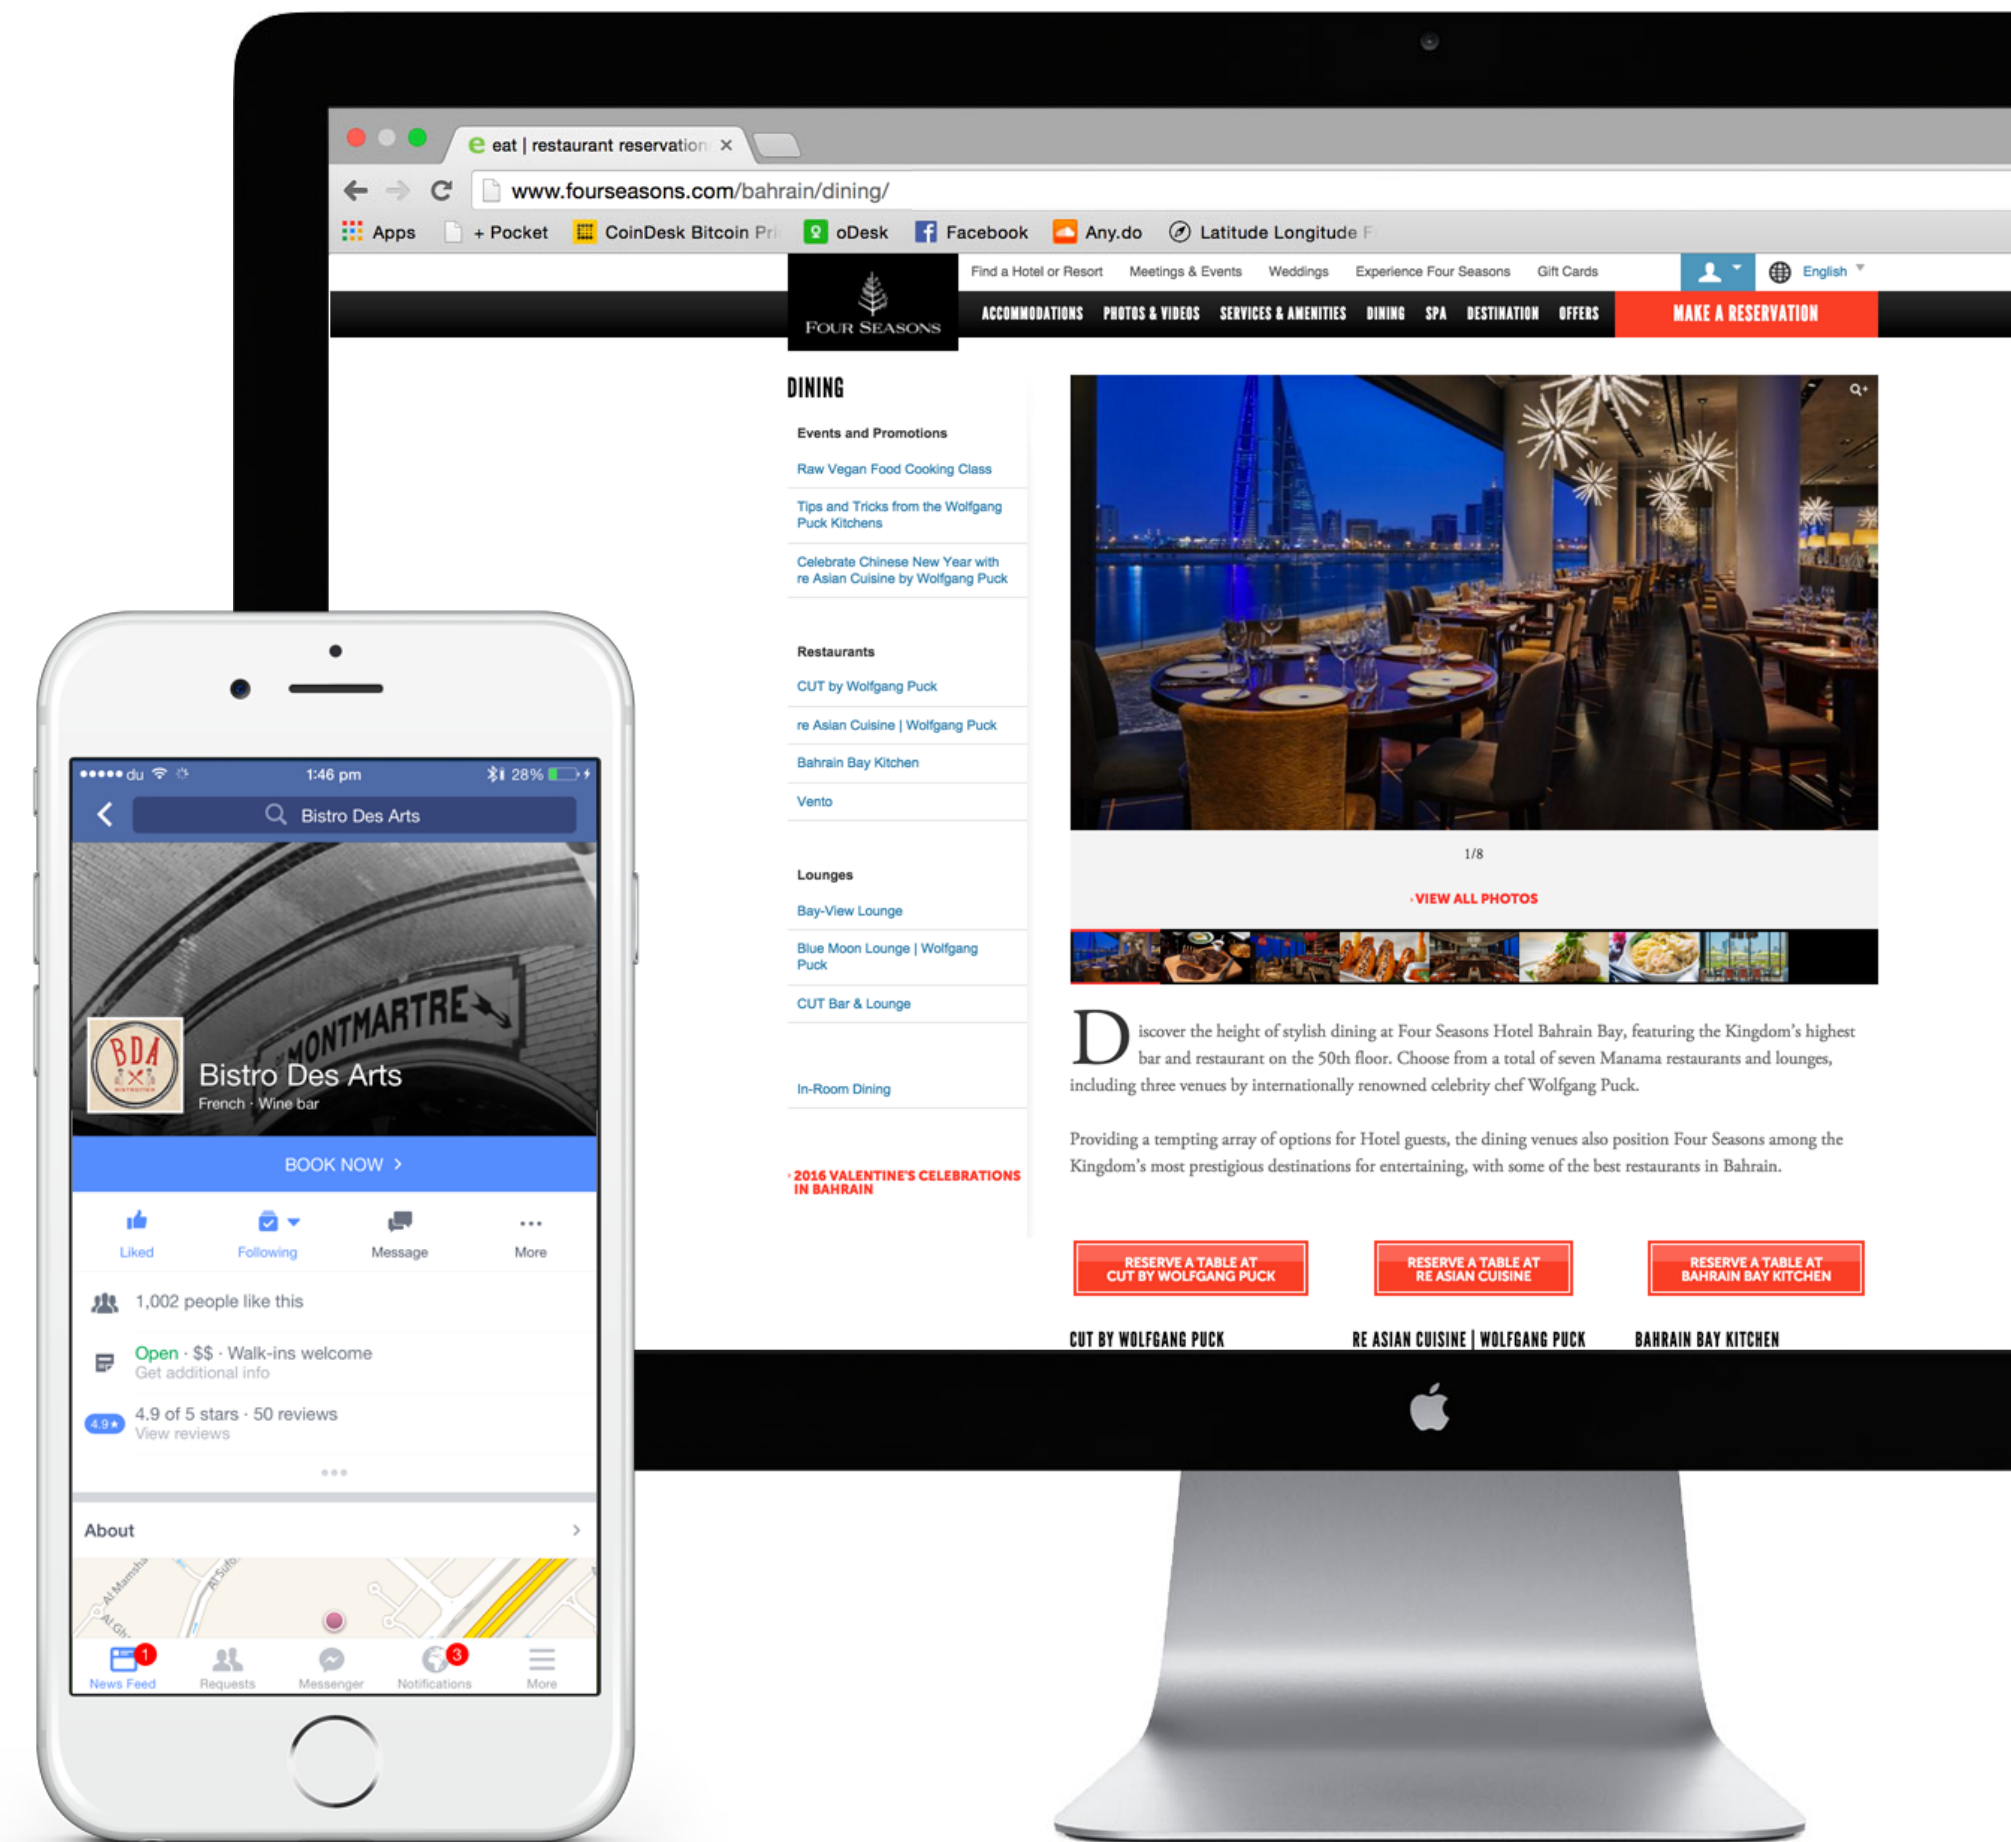 eat | restaurant reservation
www.fourseasons.com/bahrain/dining/
Apps
+ Pocket
CoinDesk Bitcoin Pri
oDesk
Facebook
Any.do
Latitude Longitude F
Find a Hotel or Resort
Meetings & Events
Weddings
Experience Four Seasons
Gift Cards
English
FOUR SEASONS
ACCOMMODATIONS
PHOTOS & VIDEOS
SERVICES & AMENITIES
DINING
SPA
DESTINATION
OFFERS
MAKE A RESERVATION
DINING
Events and Promotions
Raw Vegan Food Cooking Class
Tips and Tricks from the Wolfgang
Puck Kitchens
Celebrate Chinese New Year with
re Asian Cuisine by Wolfgang Puck
Restaurants
CUT by Wolfgang Puck
re Asian Cuisine | Wolfgang Puck
Bahrain Bay Kitchen
Vento
Lounges
Bay-View Lounge
Blue Moon Lounge | Wolfgang
Puck
CUT Bar & Lounge
In-Room Dining
2016 VALENTINE'S CELEBRATIONS
IN BAHRAIN
1/8
VIEW ALL PHOTOS
Discover the height of stylish dining at Four Seasons Hotel Bahrain Bay, featuring the Kingdom's highest
bar and restaurant on the 50th floor. Choose from a total of seven Manama restaurants and lounges,
including three venues by internationally renowned celebrity chef Wolfgang Puck.
Providing a tempting array of options for Hotel guests, the dining venues also position Four Seasons among the
Kingdom's most prestigious destinations for entertaining, with some of the best restaurants in Bahrain.
RESERVE A TABLE AT
CUT BY WOLFGANG PUCK
RESERVE A TABLE AT
RE ASIAN CUISINE
RESERVE A TABLE AT
BAHRAIN BAY KITCHEN
CUT BY WOLFGANG PUCK
RE ASIAN CUISINE | WOLFGANG PUCK
BAHRAIN BAY KITCHEN
du
1:46 pm
28%
Bistro Des Arts
MONTMARTRE
BDA
Bistro Des Arts
French · Wine bar
BOOK NOW >
Liked
Following
Message
More
1,002 people like this
Open · $$ · Walk-ins welcome
Get additional info
4.9
4.9 of 5 stars · 50 reviews
View reviews
About
Al Mamsha
Al Sufo
Al Gh
1
3
News Feed
Requests
Messenger
Notifications
More